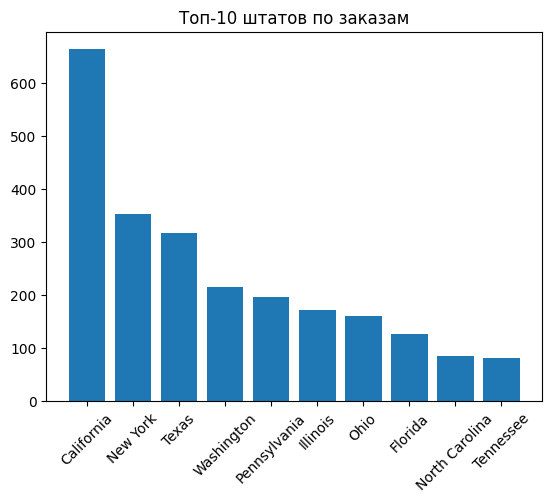 Топ-10 штатов по заказам
600
500
400
300
200
100
0
California
New York
Texas
Washington
Pennsylvania
Illinois
Ohio
Florida
North Carolina
Tennessee